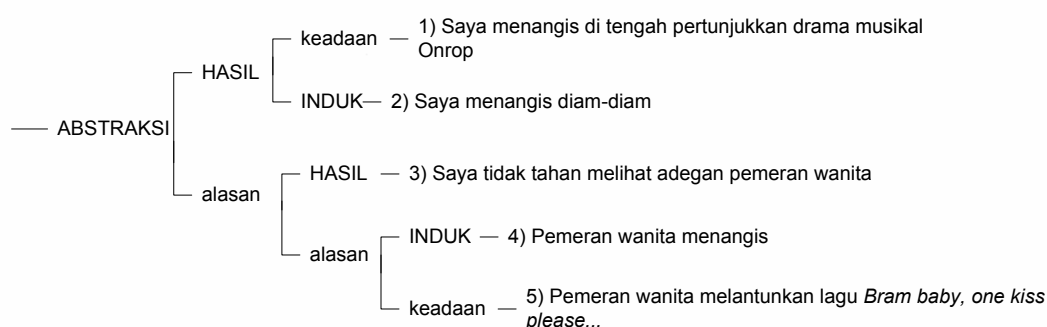 keadaan
1) Saya menangis di tengah pertunjukkan drama musikal
Onrop
HASIL
INDUK
2) Saya menangis diam-diam
ABSTRAKSI
HASIL
3) Saya tidak tahan melihat adegan pemeran wanita
alasan
INDUK
4) Pemeran wanita menangis
alasan
keadaan
5) Pemeran wanita melantunkan lagu Bram baby, one kiss
please...